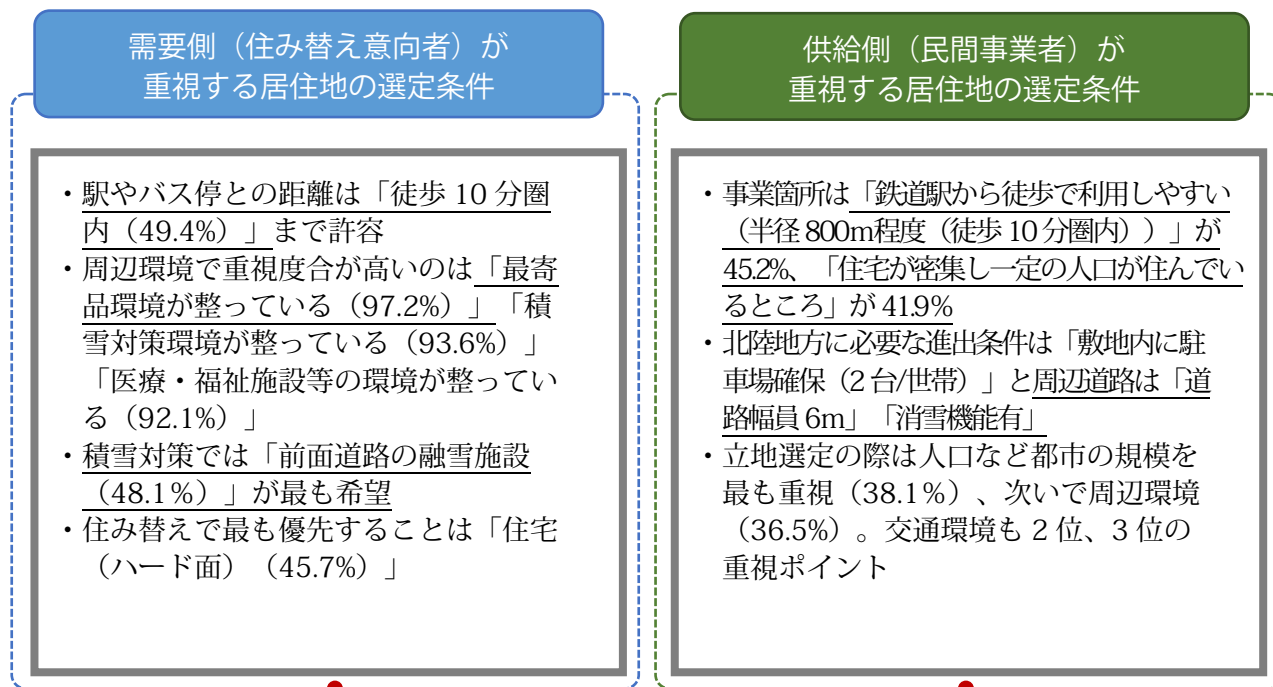 需要側（住み替え意向者）が
重視する居住地の選定条件
・駅やバス停との距離は「徒歩 10 分圏
内（49.4%）」まで許容
・周辺環境で重視度合が高いのは「最寄
品環境が整っている（97.2%）」「積
雪対策環境が整っている（93.6%）」
「医療・福祉施設等の環境が整ってい
る（92.1%）」
・積雪対策では「前面道路の融雪施設
（48.1％）」が最も希望
・住み替えで最も優先することは「住宅
（ハード面）（45.7%）」
供給側（民間事業者）が
重視する居住地の選定条件
・事業箇所は「鉄道駅から徒歩で利用しやすい
（半径 800m程度（徒歩 10 分圏内））」が
45.2%、「住宅が密集し一定の人口が住んでい
るところ」が 41.9%
・北陸地方に必要な進出条件は「敷地内に駐
車場確保（2 台/世帯）」と周辺道路は「道
路幅員 6m」「消雪機能有」
・立地選定の際は人口など都市の規模を
最も重視（38.1%）、次いで周辺環境
（36.5%）。交通環境も 2 位、3 位の
重視ポイント